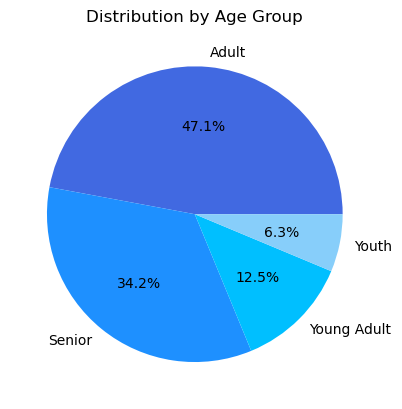 Distribution by Age Group
Adult
47.1%
6.3%
Youth
34.2%
12.5%
Young Adult
Senior